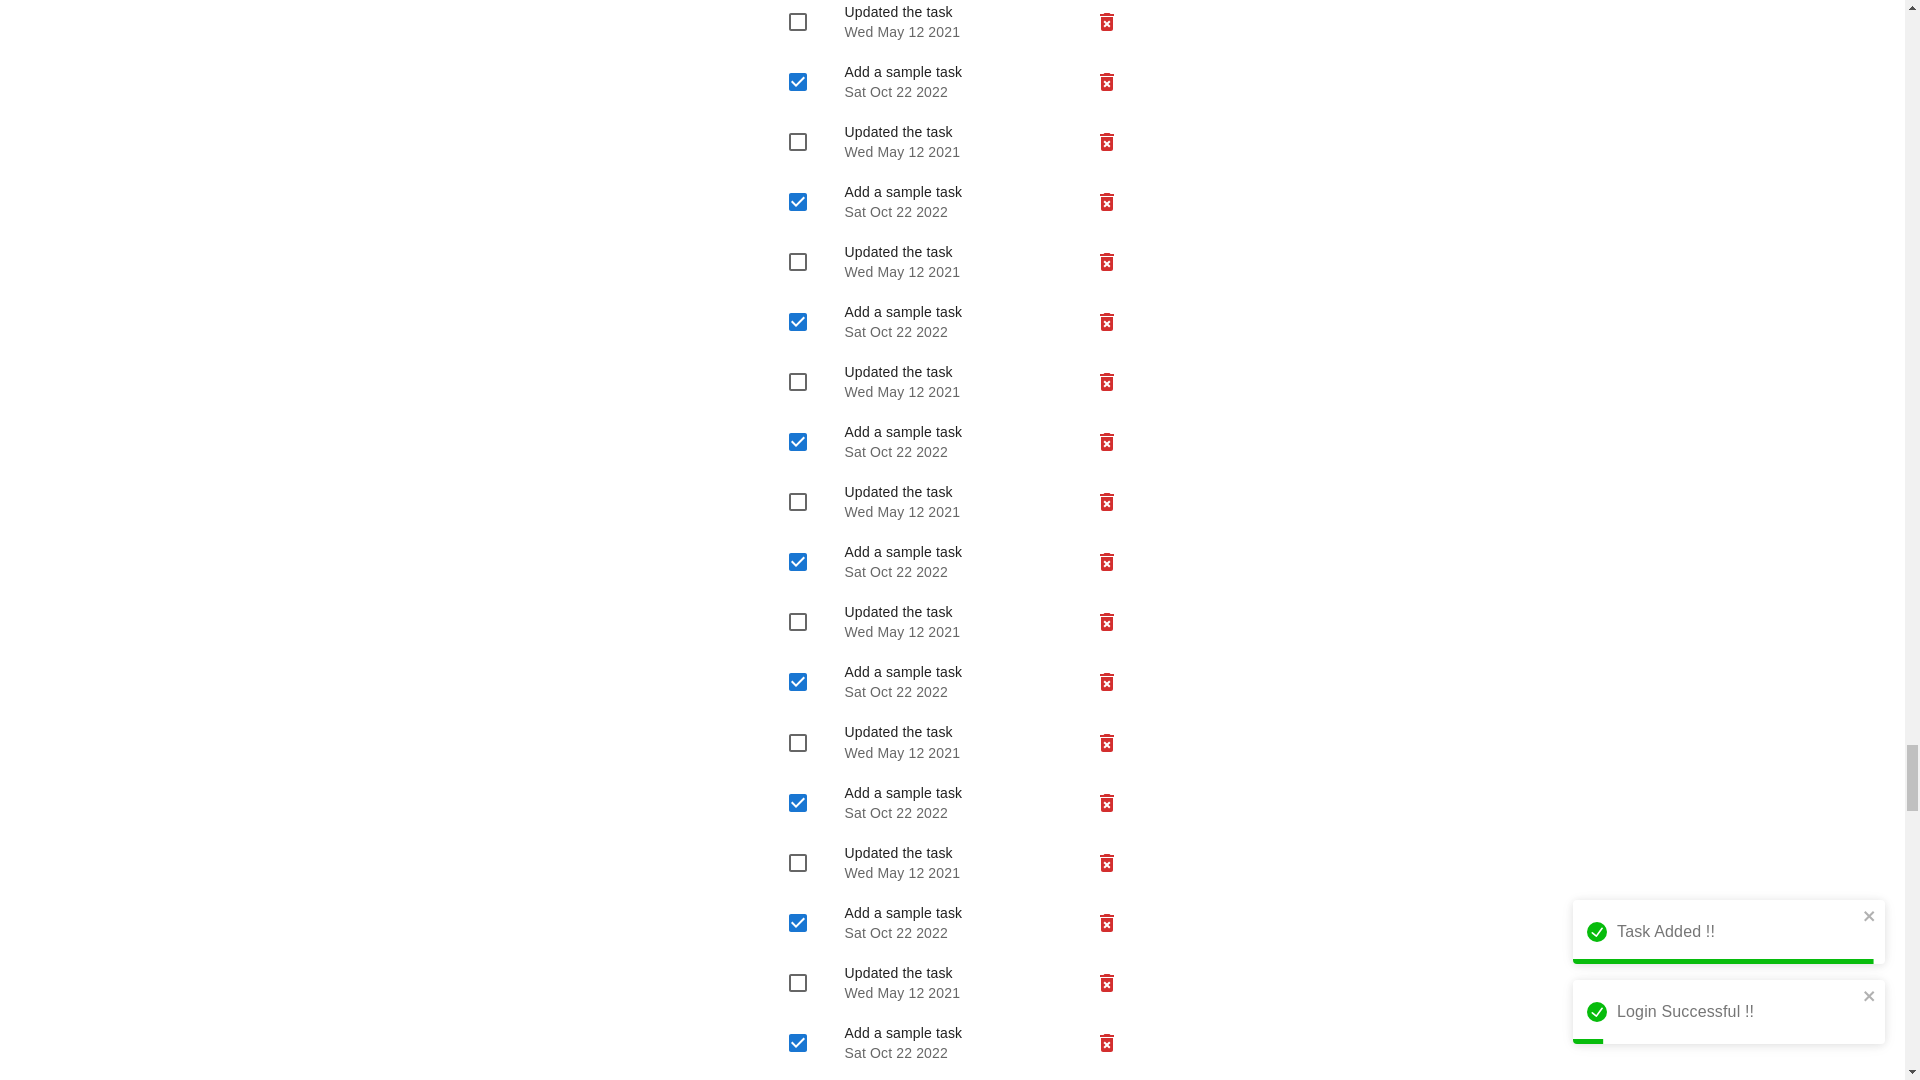 Updated the task
Wed May 12 2021
Add a sample task
Sat Oct 22 2022
Updated the task
Wed May 12 2021
Add a sample task
Sat Oct 22 2022
Updated the task
Wed May 12 2021
Add a sample task
Sat Oct 22 2022
Updated the task
Wed May 12 2021
Add a sample task
Sat Oct 22 2022
Updated the task
Wed May 12 2021
Add a sample task
Sat Oct 22 2022
Updated the task
Wed May 12 2021
Add a sample task
Sat Oct 22 2022
Updated the task
Wed May 12 2021
Add a sample task
Sat Oct 22 2022
Updated the task
Wed May 12 2021
Add a sample task
Sat Oct 22 2022
Updated the task
Wed May 12 2021
Add a sample task
Sat Oct 22 2022
Task Added !!
Login Successful !!